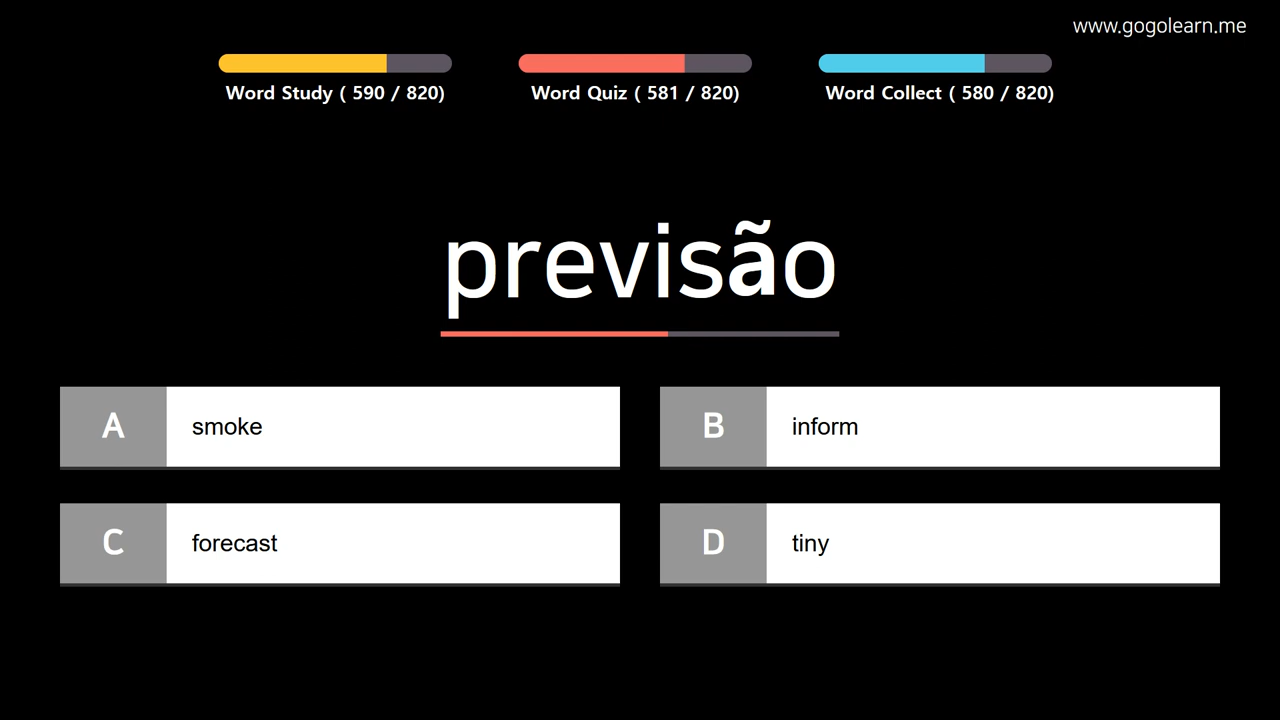 www.gogolearn.me
Word Study ( 590 / 820)
Word Quiz ( 581 / 820)
Word Collect ( 580 / 820)
previsão
A smoke
B inform
C forecast
D tiny